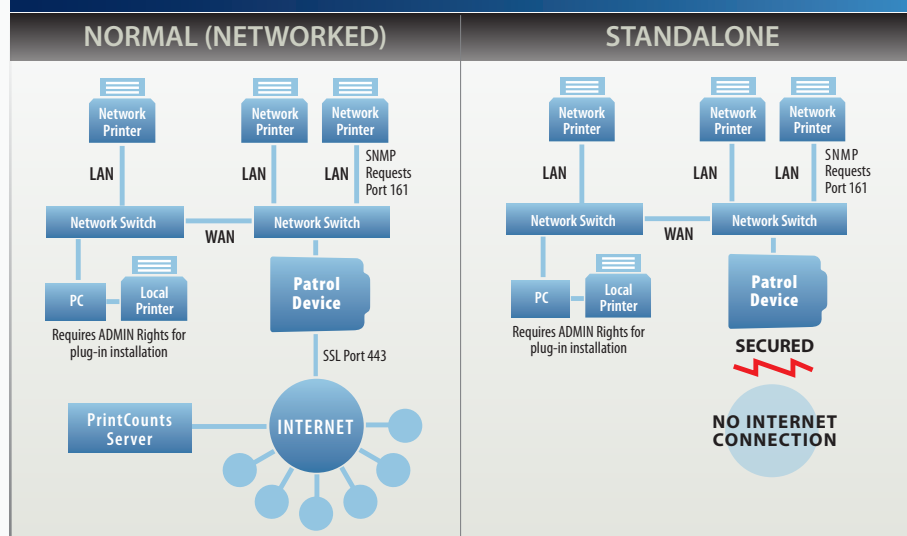 NORMAL (NETWORKED)
Network
Printer
Network
Printer
Network
Printer
LAN
LAN
LAN
SNMP
Requests
Port 161
Network Switch
WAN
Network Switch
PC
Local
Printer
Patrol
Device
Requires ADMIN Rights for
plug-in installation
SSL Port 443
PrintCounts
Server
INTERNET
STANDALONE
Network
Printer
Network
Printer
Network
Printer
LAN
LAN
LAN
SNMP
Requests
Port 161
Network Switch
WAN
Network Switch
PC
Local
Printer
Patrol
Device
Requires ADMIN Rights for
plug-in installation
SECURED
NO INTERNET
CONNECTION